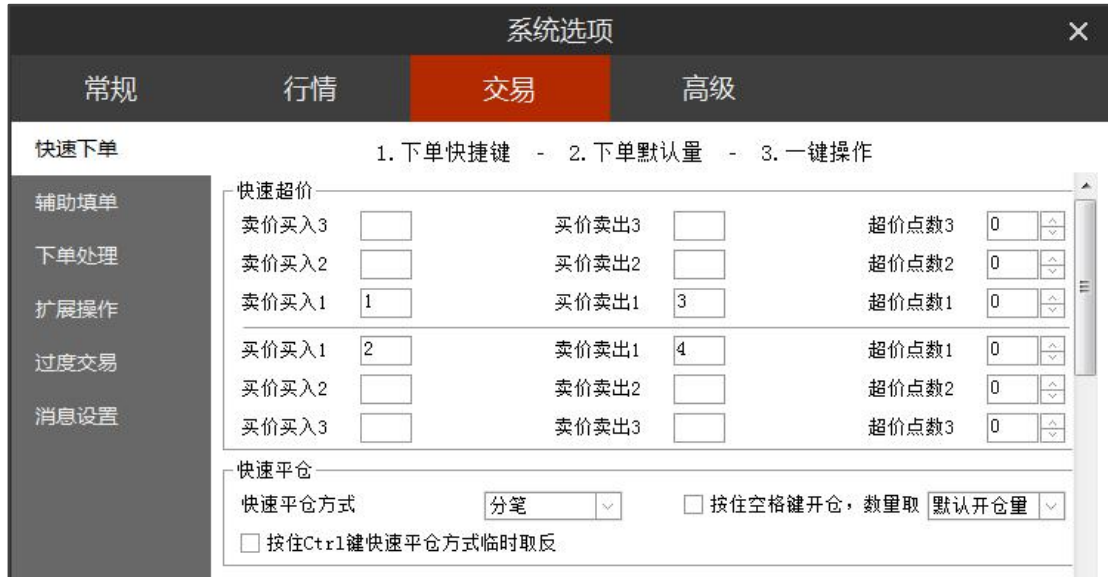 系统选项
常规 行情 交易 高级
快速下单 1.下单快捷键 - 2.下单默认量 - 3.一键操作
辅助填单
下单处理
扩展操作
过度交易
消息设置
快速超价
卖价买入3 买价卖出3 超价点数3 0
卖价买入2 买价卖出2 超价点数2 0
卖价买入1 1 买价卖出1 3 超价点数1 0
买价买入1 2 卖价卖出1 4 超价点数1 0
买价买入2 卖价卖出2 超价点数2 0
买价买入3 卖价卖出3 超价点数3 0
快速平仓
快速平仓方式 分笔 按住空格键开仓，数量取 默认开仓量
按住Ctrl键快速平仓方式临时取反